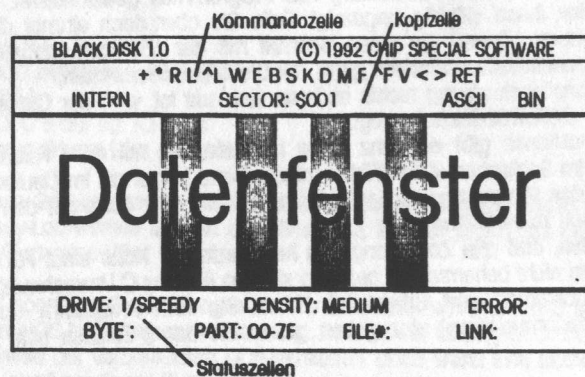 Kommandozeile Kopfzeile
BLACK DISK 1.0 (C) 1992 CHIP SPECIAL SOFTWARE
+ * R L ^L W E B S K D M F ^F V < > RET
INTERN SECTOR: $001 ASCII BIN
Datenfenster
DRIVE: 1/SPEEDY DENSITY: MEDIUM ERROR:
BYTE : PART: 00-7F FILE#: LINK:
Statuszeilen